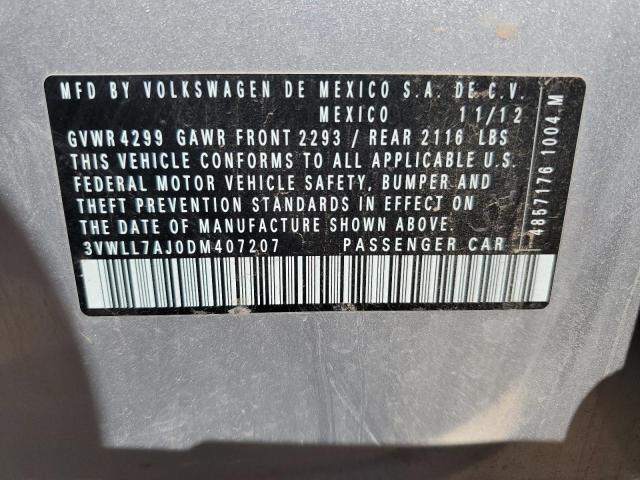 MFD BY VOLKSWAGEN DE MEXICO S.A. DE C.V.
MEXICO 11/12
GVWR 4299 GAWR FRONT 2293 / REAR 2116 LBS
THIS VEHICLE CONFORMS TO ALL APPLICABLE U.S.
FEDERAL MOTOR VEHICLE SAFETY, BUMPER AND
THEFT PREVENTION STANDARDS IN EFFECT ON
THE DATE OF MANUFACTURE SHOWN ABOVE.
3VWLL7AJ0DM407207 PASSENGER CAR
4857176 1004 M